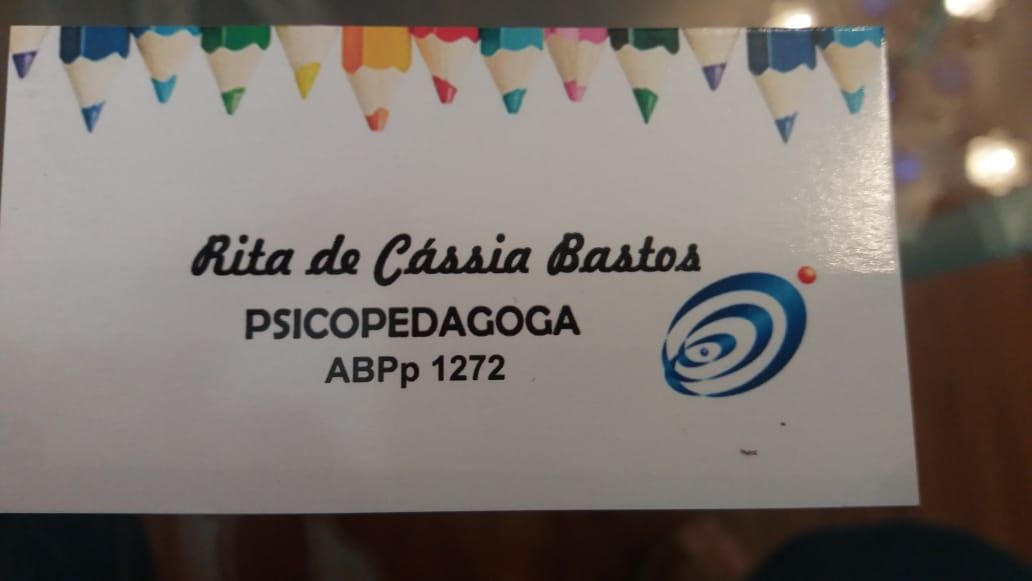 Rita de Cássia Bastos
PSICOPEDAGOGA
ABPp 1272